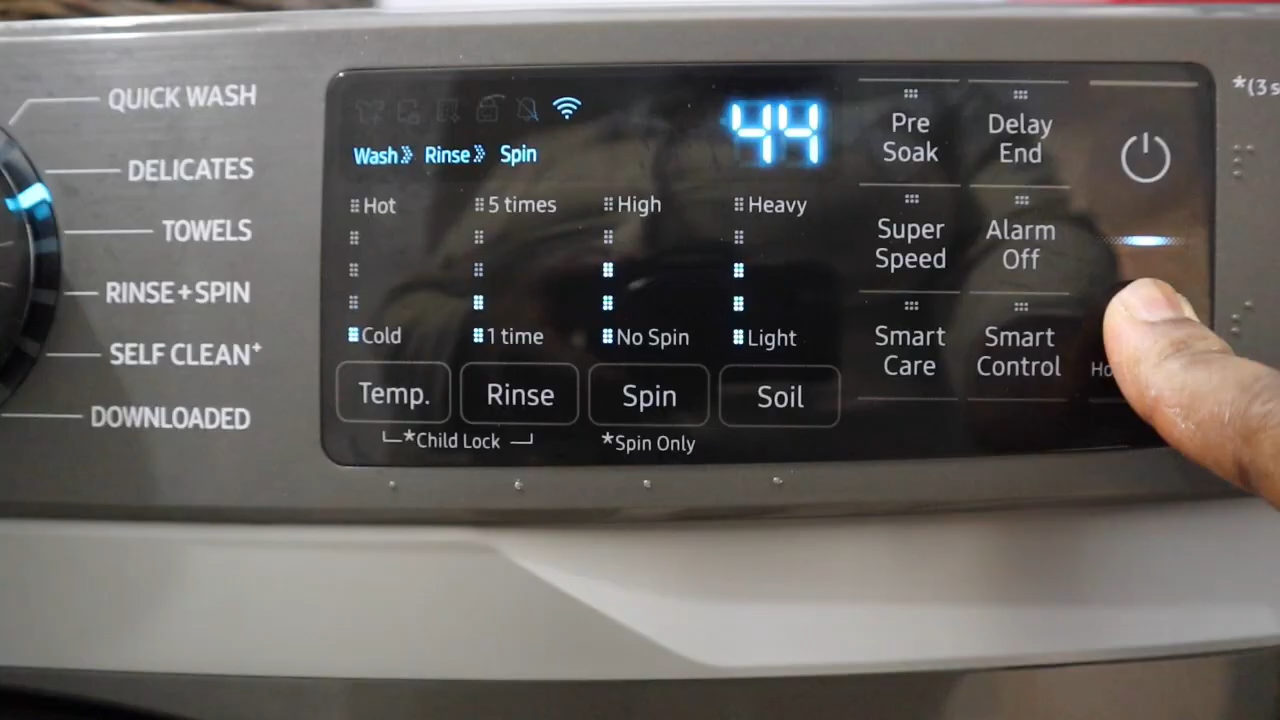 QUICK WASH
DELICATES
TOWELS
RINSE+SPIN
SELF CLEAN+
DOWNLOADED
44
Wash Rinse Spin
Hot 5 times High Heavy
Cold 1 time No Spin Light
Temp. Rinse Spin Soil
*Child Lock *Spin Only
Pre Soak
Delay End
Super Speed
Alarm Off
Smart Care
Smart Control
*(3 s